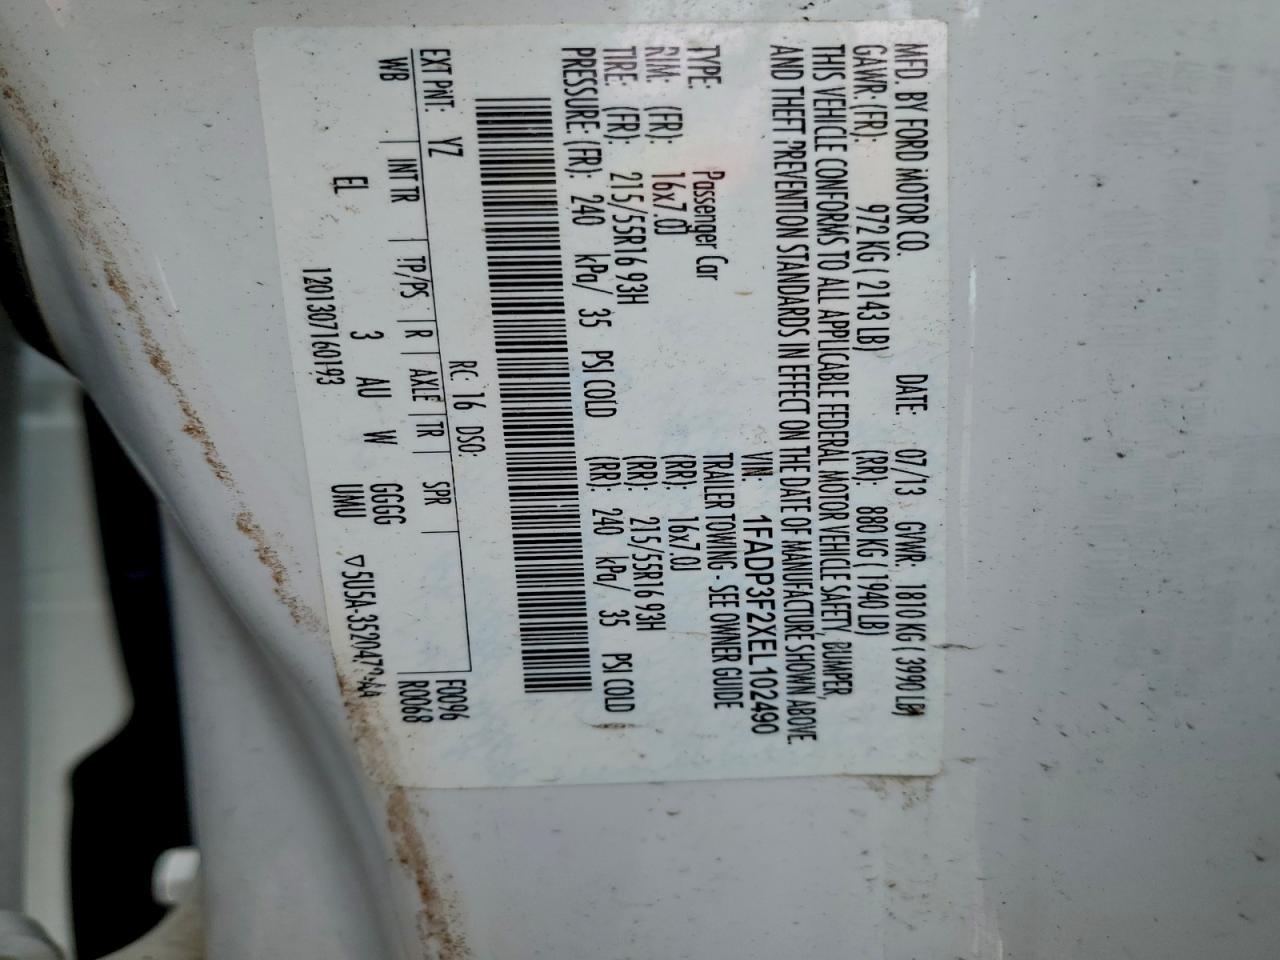 MFD. BY FORD MOTOR CO. DATE: 07/13 GVWR: 1810 KG ( 3990 LB)
GAWR: (FR): 972 KG ( 2143 LB) (RR): 880 KG ( 1940 LB)
THIS VEHICLE CONFORMS TO ALL APPLICABLE FEDERAL MOTOR VEHICLE SAFETY, BUMPER,
AND THEFT PREVENTION STANDARDS IN EFFECT ON THE DATE OF MANUFACTURE SHOWN ABOVE.
VIN: 1FADP3F2XEL102490
TYPE: Passenger Car TRAILER TOWING - SEE OWNER GUIDE
RIM: (FR): 16x7.0J (RR): 16x7.0J
TIRE: (FR): 215/55R16 93H (RR): 215/55R16 93H
PRESSURE: (FR): 240 kPa/ 35 PSI COLD (RR): 240 kPa/ 35 PSI COLD
RC: 16 DSO: F0096
EXT PNT: YZ R0068
WB INT TR TP/PS R AXLE TR SPR
EL 3 AU W GGGG
1201307160193 UMU